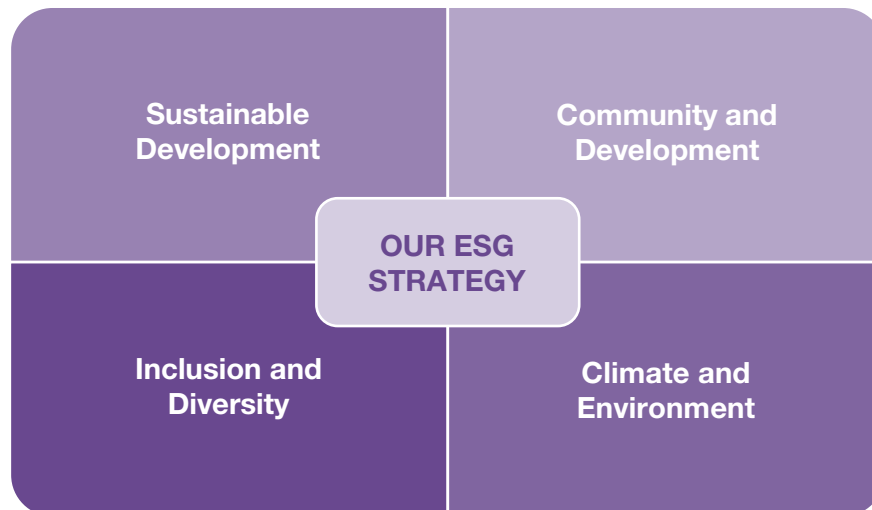 Sustainable
Development
Community and
Development
OUR ESG
STRATEGY
Inclusion and
Diversity
Climate and
Environment